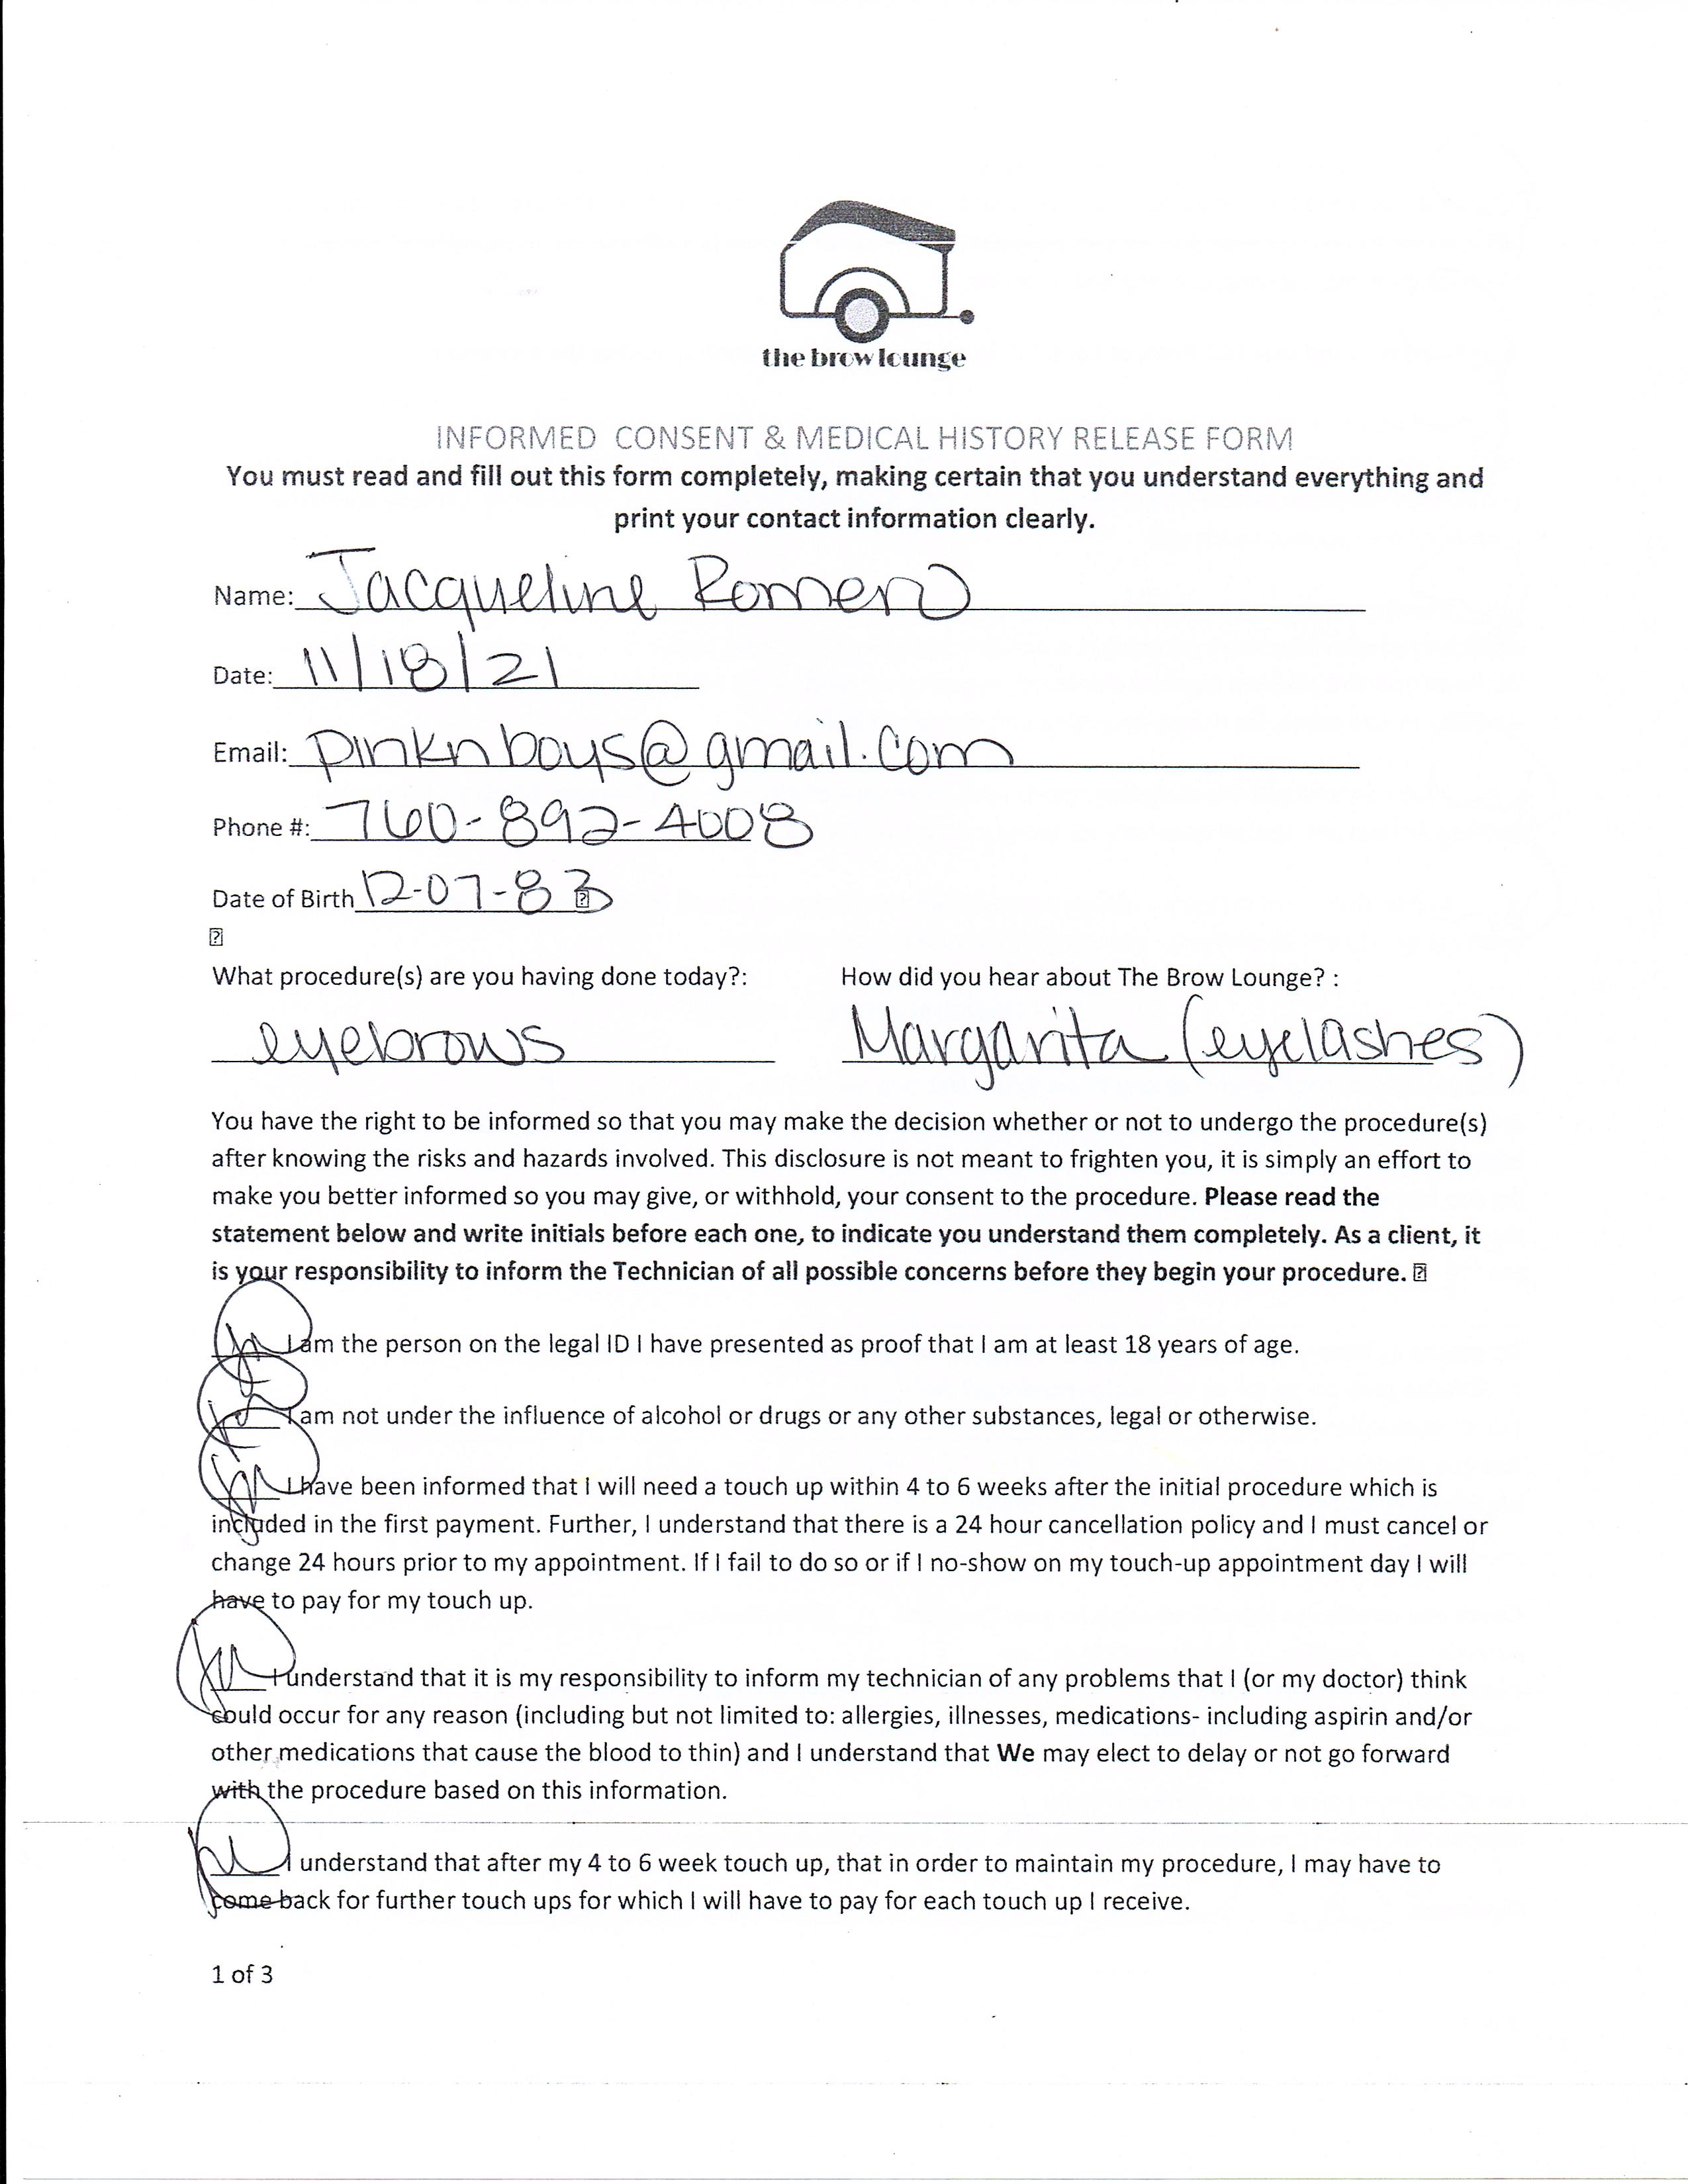 the brow lounge
INFORMED CONSENT & MEDICAL HISTORY RELEASE FORM
You must read and fill out this form completely, making certain that you understand everything and
print your contact information clearly.
Name: Jacqueline Romero
Date: 11/18/21
Email: pinknboys@gmail.com
Phone #: 760-892-4008
Date of Birth 12-07-83
What procedure(s) are you having done today?: How did you hear about The Brow Lounge? :
eyebrows Margarita (eyelashes)
You have the right to be informed so that you may make the decision whether or not to undergo the procedure(s)
after knowing the risks and hazards involved. This disclosure is not meant to frighten you, it is simply an effort to
make you better informed so you may give, or withhold, your consent to the procedure. Please read the
statement below and write initials before each one, to indicate you understand them completely. As a client, it
is your responsibility to inform the Technician of all possible concerns before they begin your procedure.
I am the person on the legal ID I have presented as proof that I am at least 18 years of age.
I am not under the influence of alcohol or drugs or any other substances, legal or otherwise.
I have been informed that I will need a touch up within 4 to 6 weeks after the initial procedure which is
included in the first payment. Further, I understand that there is a 24 hour cancellation policy and I must cancel or
change 24 hours prior to my appointment. If I fail to do so or if I no-show on my touch-up appointment day I will
have to pay for my touch up.
I understand that it is my responsibility to inform my technician of any problems that I (or my doctor) think
could occur for any reason (including but not limited to: allergies, illnesses, medications- including aspirin and/or
other medications that cause the blood to thin) and I understand that We may elect to delay or not go forward
with the procedure based on this information.
I understand that after my 4 to 6 week touch up, that in order to maintain my procedure, I may have to
come back for further touch ups for which I will have to pay for each touch up I receive.
1 of 3